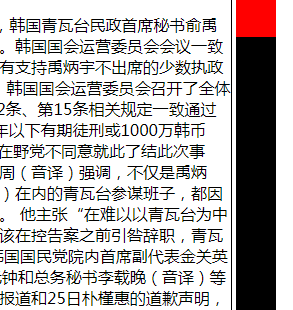 ，韩国青瓦台民政首席秘书俞禹
。韩国国会运营委员会会议一致
有支持禹炳宇不出席的少数执政
，韩国国会运营委员会召开了全体
2条、第15条相关规定一致通过
年以下有期徒刑或1000万韩币
在野党不同意就此了结此次事
周（音译）强调，不仅是禹炳
）在内的青瓦台参谋班子，都因
。 他主张“在难以以青瓦台为中
该在控告案之前引咎辞职，青瓦
韩国国民党院内首席副代表金关英
钟和总务秘书李载晚（音译）等
报道和25日朴槿惠的道歉声明，